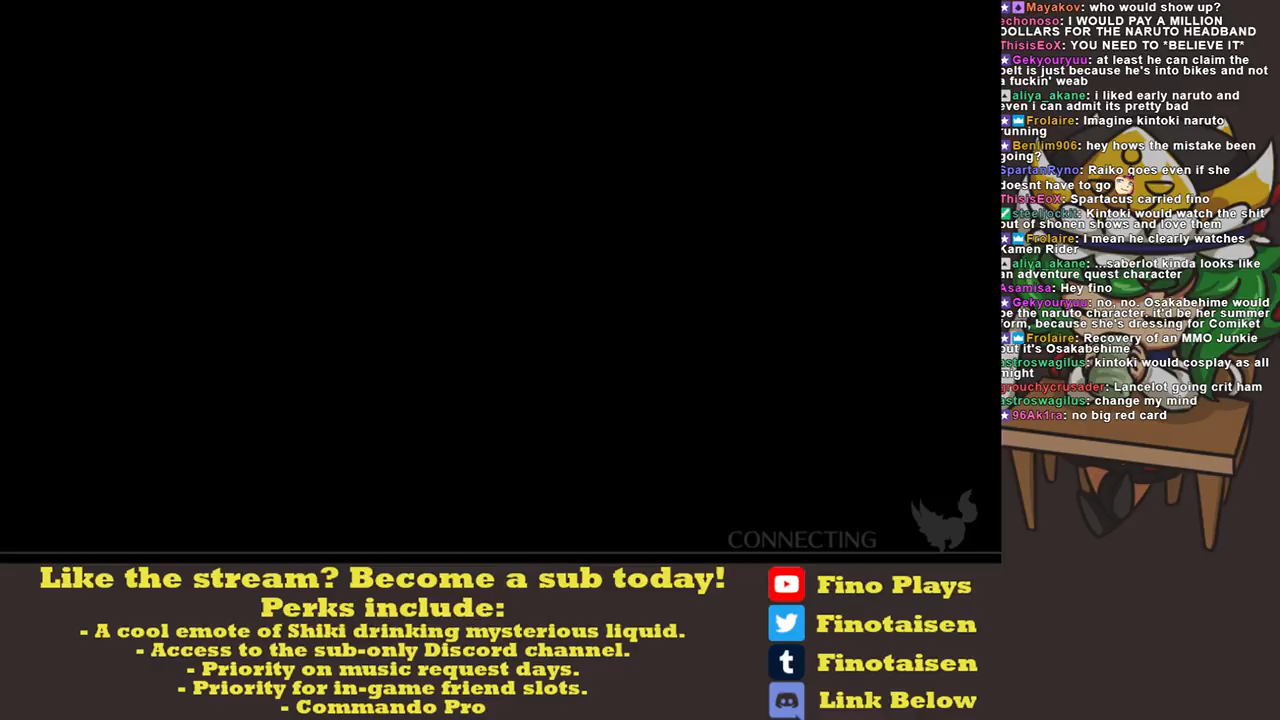 Mayakov: who would show up?
echonoso: I WOULD PAY A MILLION
DOLLARS FOR THE NARUTO HEADBAND
ThisisEoX: YOU NEED TO *BELIEVE IT*
Gekyouryuu: at least he can claim the
belt is just because he's into bikes and not
a fuckin' weab
aliya_akane: i liked early naruto and
even i can admit its pretty bad
Frolaire: Imagine kintoki naruto
running
Benlim906: hey hows the mistake been
going?
SpartanRyno: Raiko goes even if she
doesnt have to go
ThisisEoX: Spartacus carried fino
steeljockit: Kintoki would watch the shit
out of shonen shows and love them
Frolaire: I mean he clearly watches
Kamen Rider
aliya_akane: ...saberlot kinda looks like
an adventure quest character
Asamisa: Hey fino
Gekyouryuu: no, no. Osakabehime would
be the naruto character. it'd be her summer
form, because she's dressing for Comiket
Frolaire: Recovery of an MMO Junkie
but it's Osakabehime
astroswagilus: kintoki would cosplay as all
might
grouchycrusader: Lancelot going crit ham
astroswagilus: change my mind
96Ak1ra: no big red card
CONNECTING
Like the stream? Become a sub today!
Perks include:
- A cool emote of Shiki drinking mysterious liquid.
- Access to the sub-only Discord channel.
- Priority on music request days.
- Priority for in-game friend slots.
- Commando Pro
Fino Plays
Finotaisen
Finotaisen
Link Below